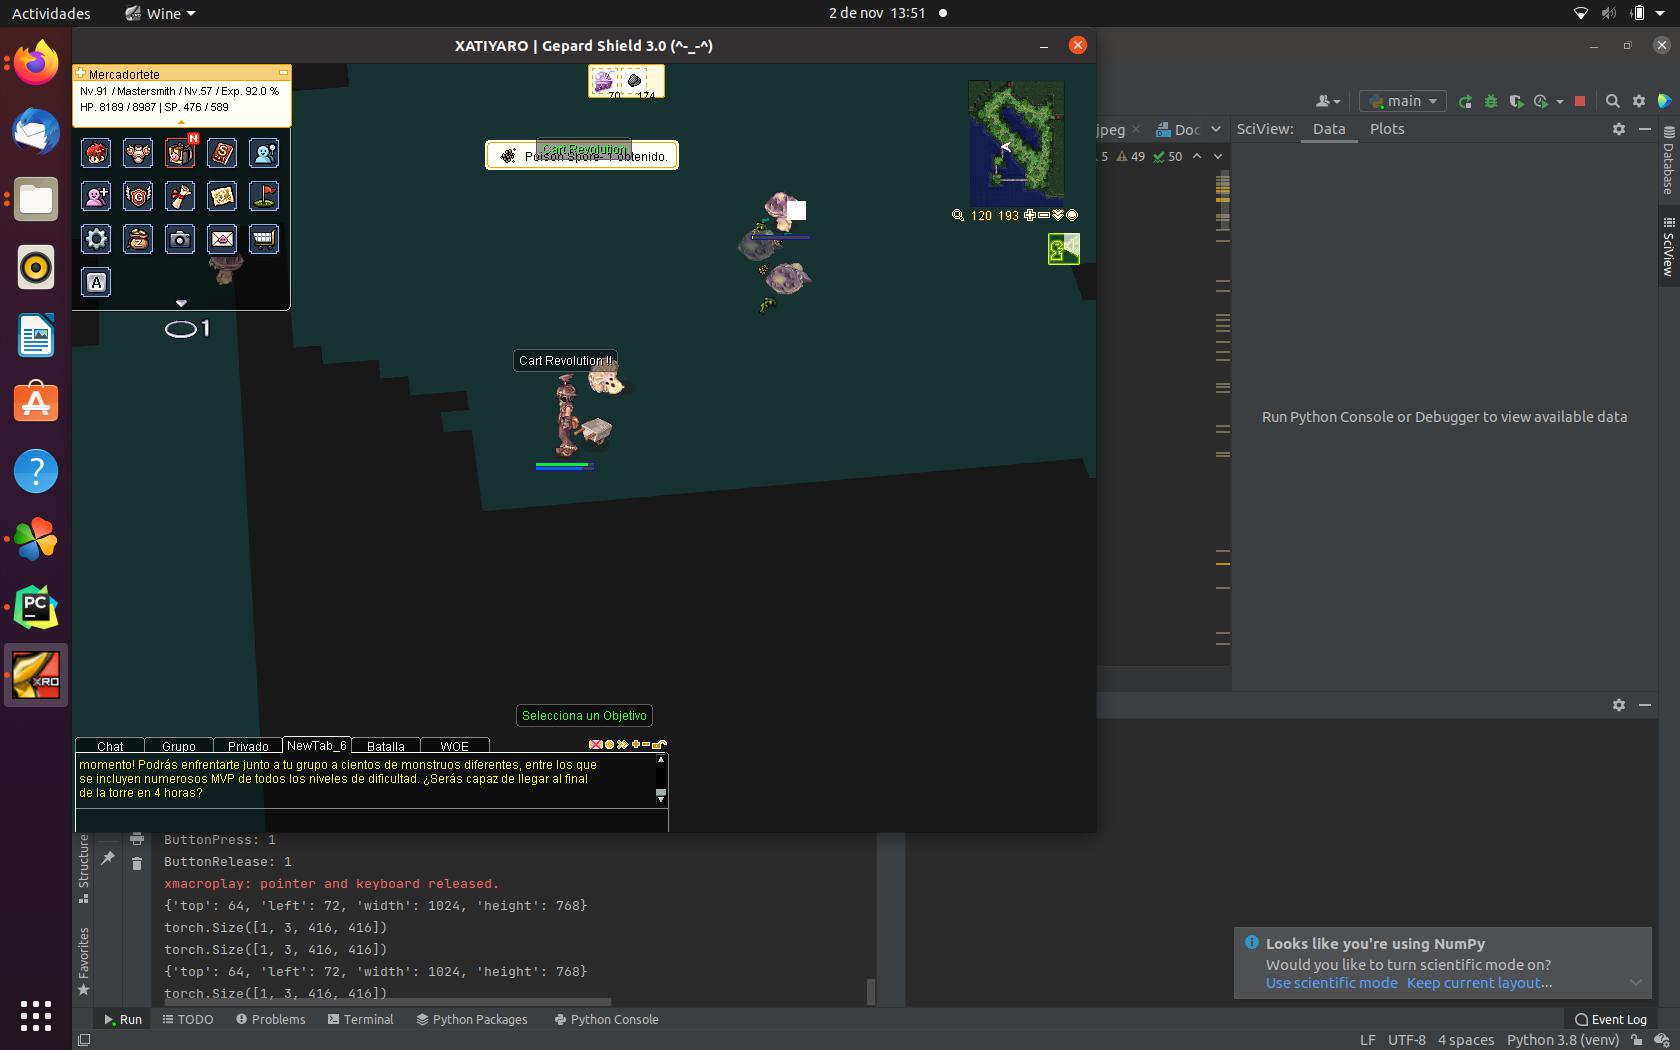 Actividades
Wine
2 de nov 13:51
XATIYARO | Gepard Shield 3.0 (^-_-^)
Mercadortete
Nv.91 / Mastersmith / Nv.57 / Exp. 92.0 %
HP. 8189 / 8987 | SP. 476 / 589
N
S
G
A
1
70 174
Cart Revolution
Poison Spore- 1 obtenido.
120 193
Cart Revolution !!
Selecciona un Objetivo
Chat Grupo Privado NewTab_6 Batalla WOE
momento! Podrás enfrentarte junto a tu grupo a cientos de monstruos diferentes, entre los que
se incluyen numerosos MVP de todos los niveles de dificultad. ¿Serás capaz de llegar al final
de la torre en 4 horas?
main
jpeg
Doc
SciView: Data Plots
5 49 50
Database
SciView
Run Python Console or Debugger to view available data
PC
XRO
Structure
Favorites
ButtonPress: 1
ButtonRelease: 1
xmacroplay: pointer and keyboard released.
{'top': 64, 'left': 72, 'width': 1024, 'height': 768}
torch.Size([1, 3, 416, 416])
torch.Size([1, 3, 416, 416])
{'top': 64, 'left': 72, 'width': 1024, 'height': 768}
torch.Size([1, 3, 416, 416])
Looks like you're using NumPy
Would you like to turn scientific mode on?
Use scientific mode Keep current layout...
Run TODO Problems Terminal Python Packages Python Console
Event Log
LF UTF-8 4 spaces Python 3.8 (venv)